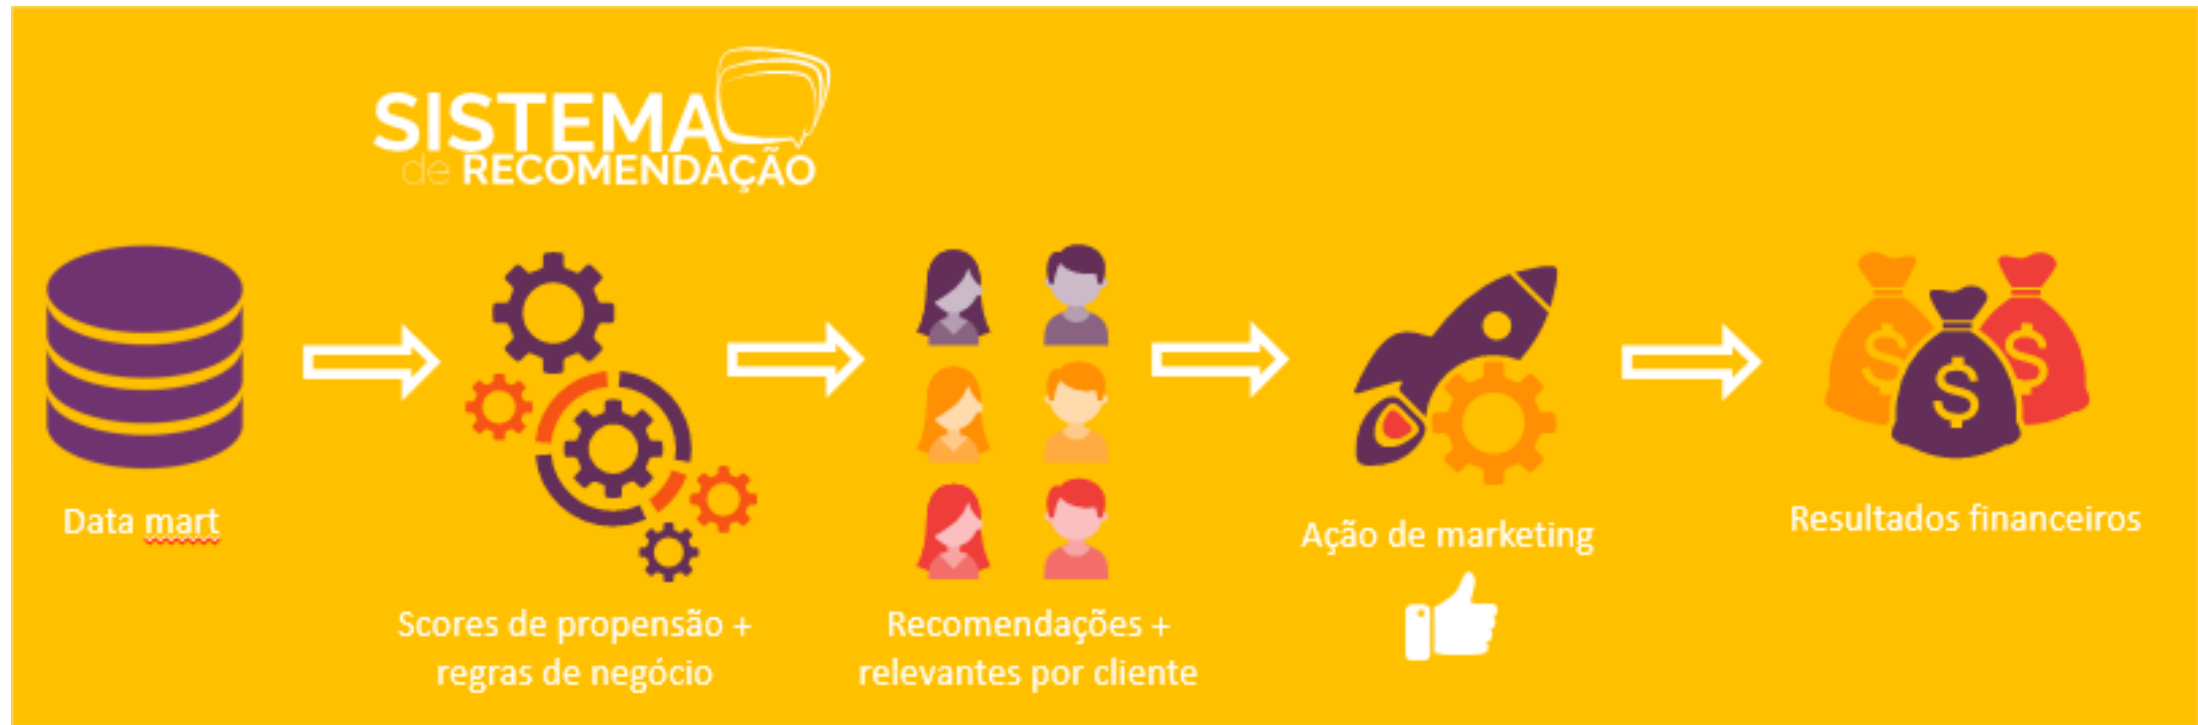 SISTEMA
de RECOMENDAÇÃO
Data mart
Scores de propensão +
regras de negócio
Recomendações +
relevantes por cliente
Ação de marketing
Resultados financeiros
$
$
$